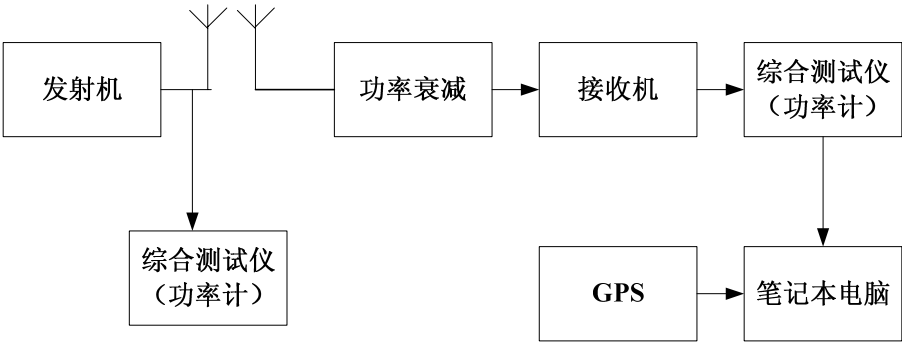 发射机
功率衰减
接收机
综合测试仪
（功率计）
综合测试仪
（功率计）
GPS
笔记本电脑